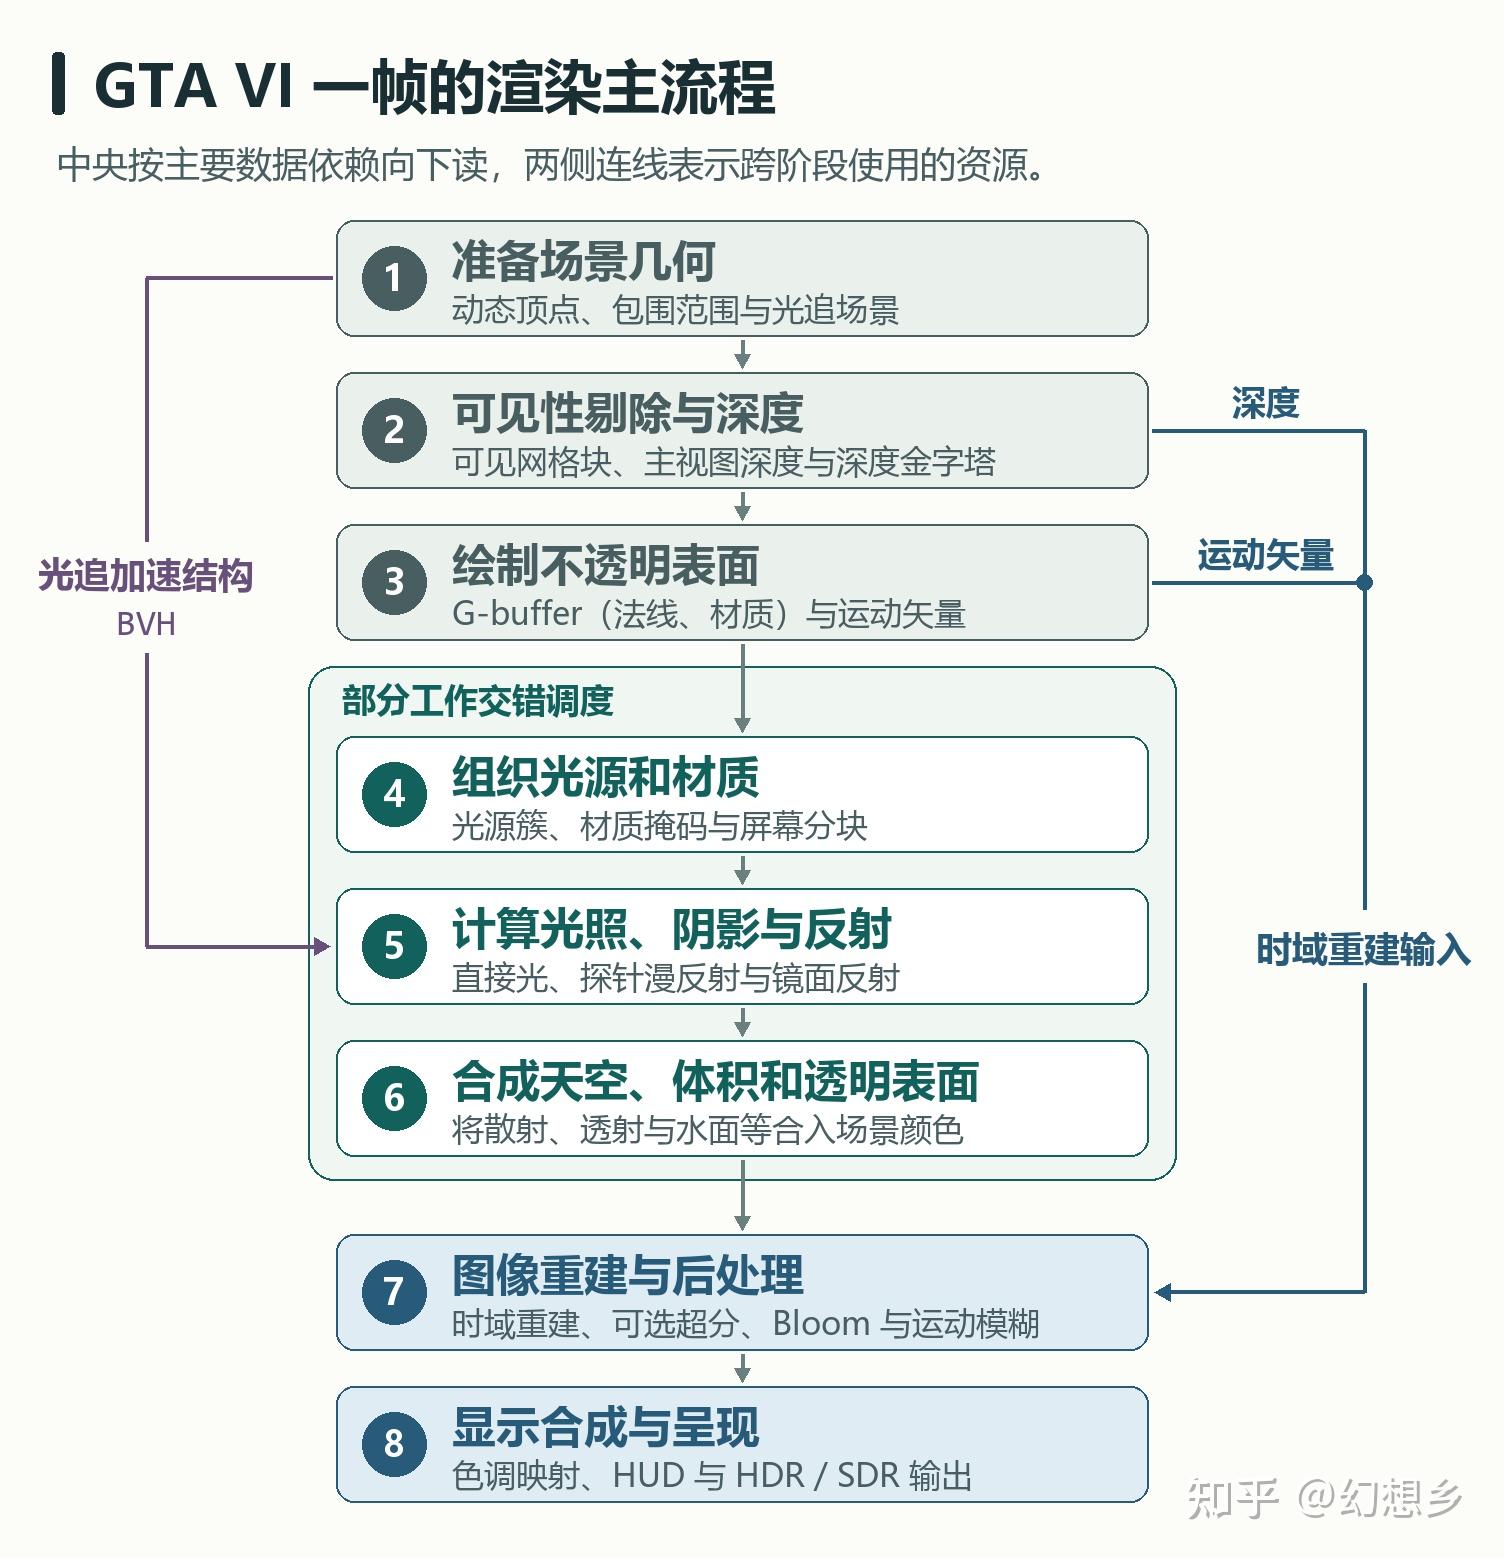 GTA VI 一帧的渲染主流程
中央按主要数据依赖向下读，两侧连线表示跨阶段使用的资源。
1
准备场景几何
动态顶点、包围范围与光追场景
2
可见性剔除与深度
可见网格块、主视图深度与深度金字塔
深度
3
绘制不透明表面
G-buffer（法线、材质）与运动矢量
运动矢量
光追加速结构
BVH
部分工作交错调度
4
组织光源和材质
光源簇、材质掩码与屏幕分块
5
计算光照、阴影与反射
直接光、探针漫反射与镜面反射
时域重建输入
6
合成天空、体积和透明表面
将散射、透射与水面等合入场景颜色
7
图像重建与后处理
时域重建、可选超分、Bloom 与运动模糊
8
显示合成与呈现
色调映射、HUD 与 HDR / SDR 输出
知乎 @幻想乡